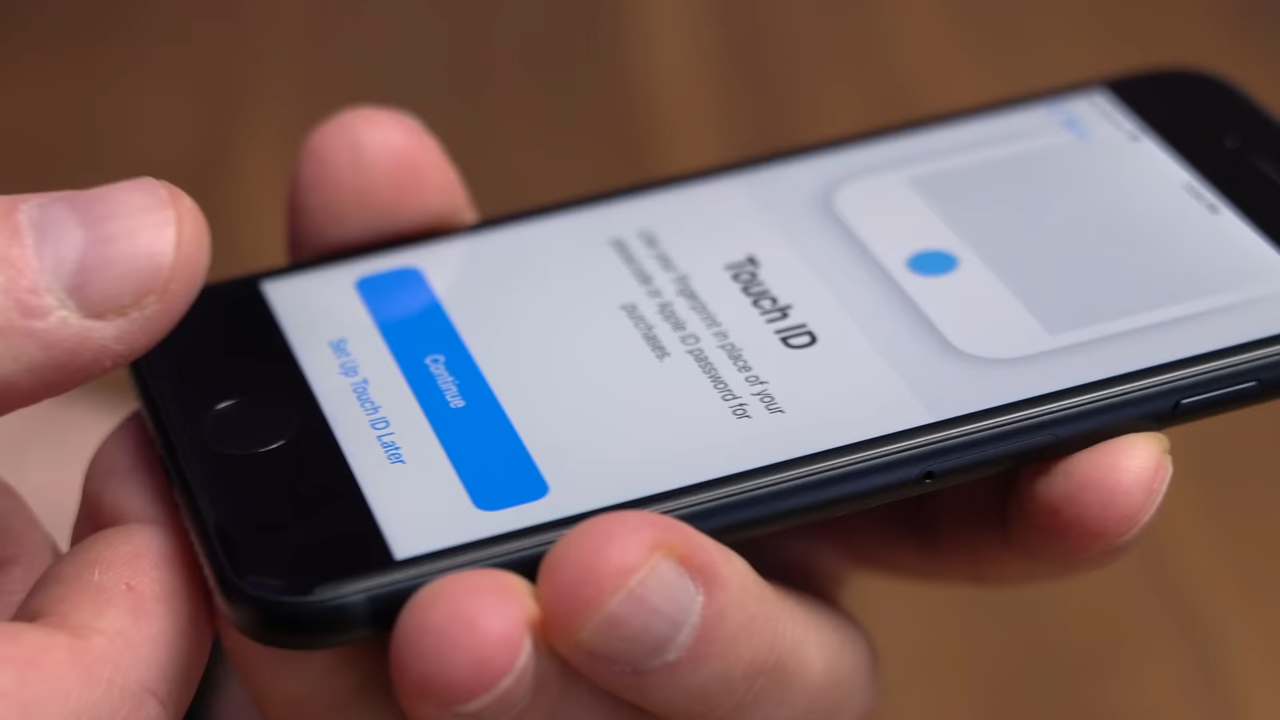 Touch ID
Use your fingerprint in place of your
passcode or Apple ID password for
purchases.
Continue
Set Up Touch ID Later